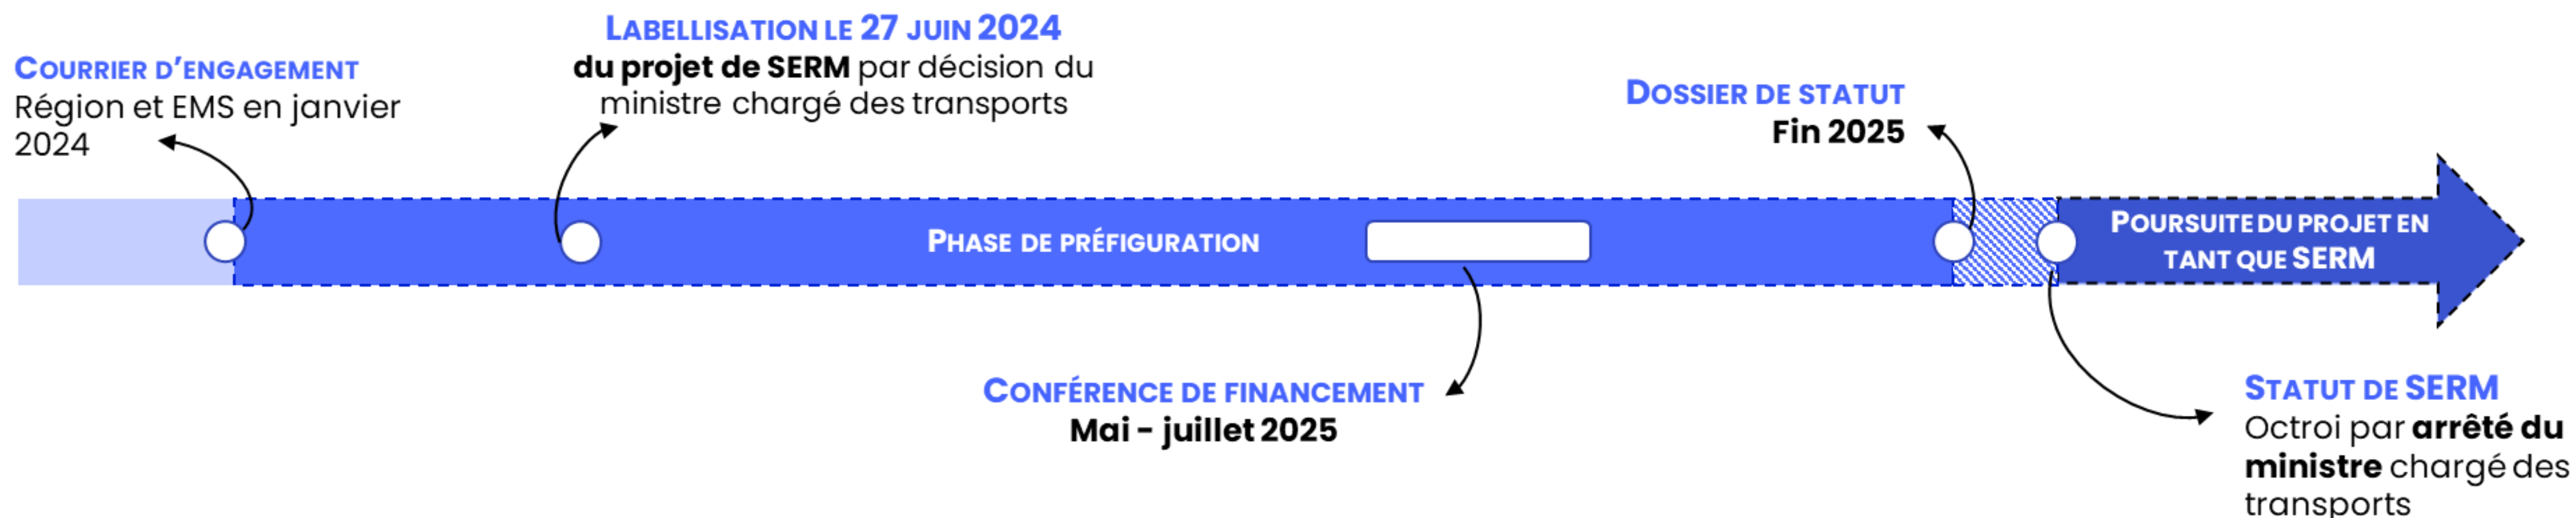 COURRIER D'ENGAGEMENT
Région et EMS en janvier
2024
LABELLISATION LE 27 JUIN 2024
du projet de SERM par décision du
ministre chargé des transports
DOSSIER DE STATUT
Fin 2025
PHASE DE PRÉFIGURATION
POURSUITE DU PROJET EN
TANT QUE SERM
CONFÉRENCE DE FINANCEMENT
Mai - juillet 2025
STATUT DE SERM
Octroi par arrêté du
ministre chargé des
transports